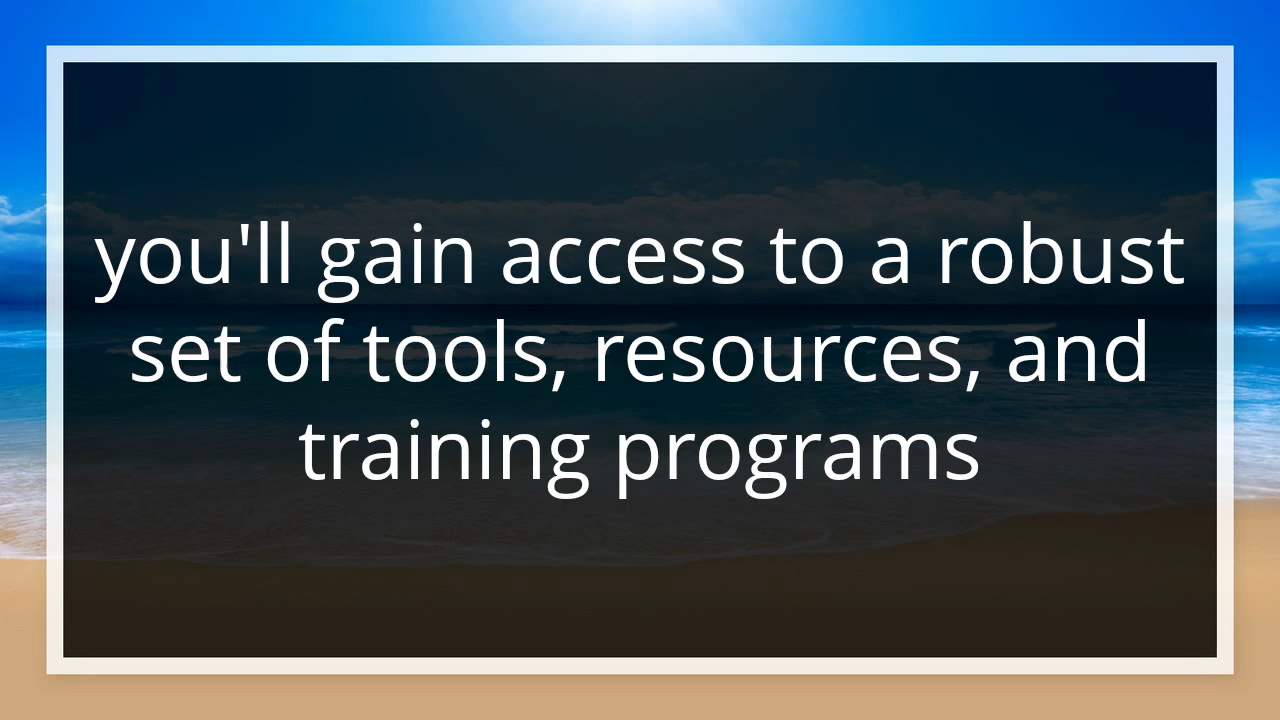 you'll gain access to a robust
set of tools, resources, and
training programs